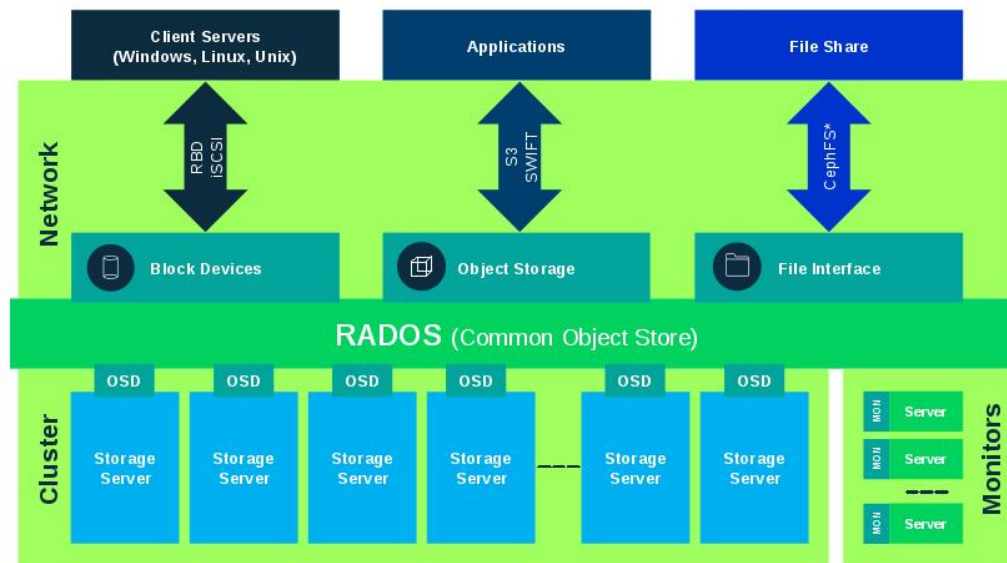 Client Servers
(Windows, Linux, Unix)
Applications
File Share
Network
RBD
iSCSI
S3
SWIFT
CephFS*
Block Devices
Object Storage
File Interface
RADOS (Common Object Store)
Cluster
OSD
OSD
OSD
OSD
OSD
OSD
Storage
Server
Storage
Server
Storage
Server
Storage
Server
Storage
Server
Storage
Server
MON
Server
MON
Server
MON
Server
Monitors